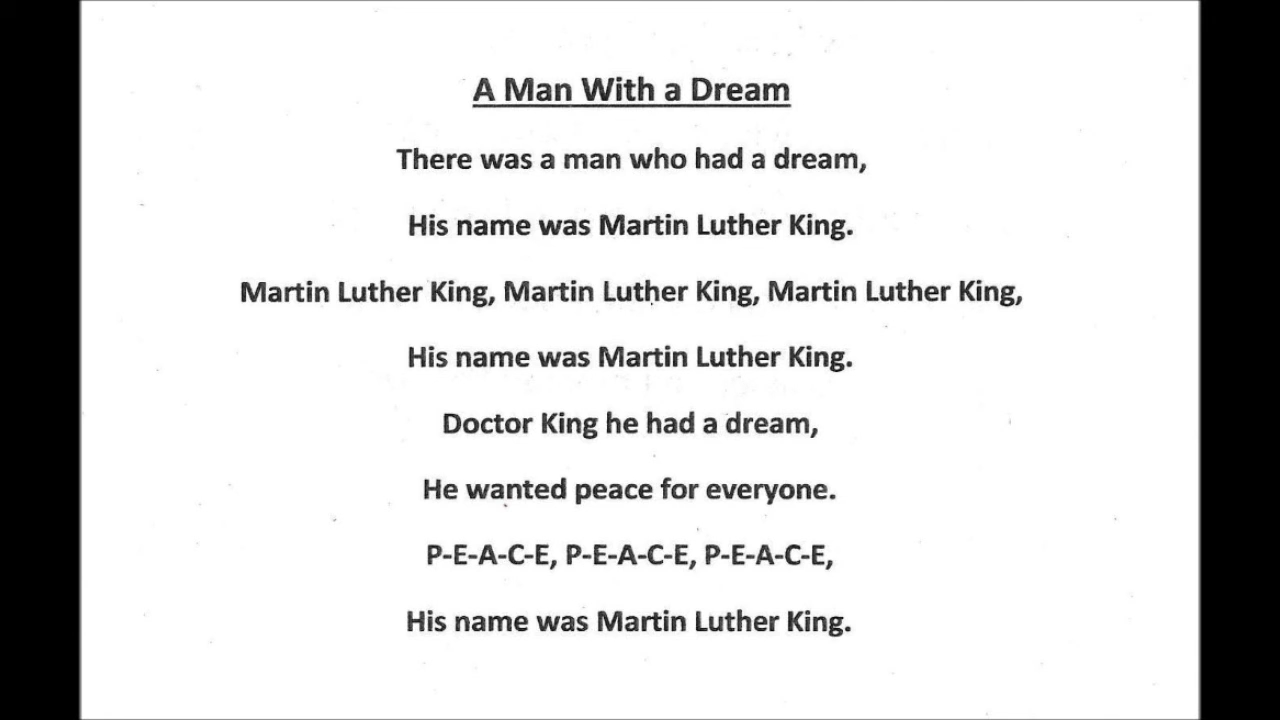 A Man With a Dream
There was a man who had a dream,
His name was Martin Luther King.
Martin Luther King, Martin Luther King, Martin Luther King,
His name was Martin Luther King.
Doctor King he had a dream,
He wanted peace for everyone.
P-E-A-C-E, P-E-A-C-E, P-E-A-C-E,
His name was Martin Luther King.